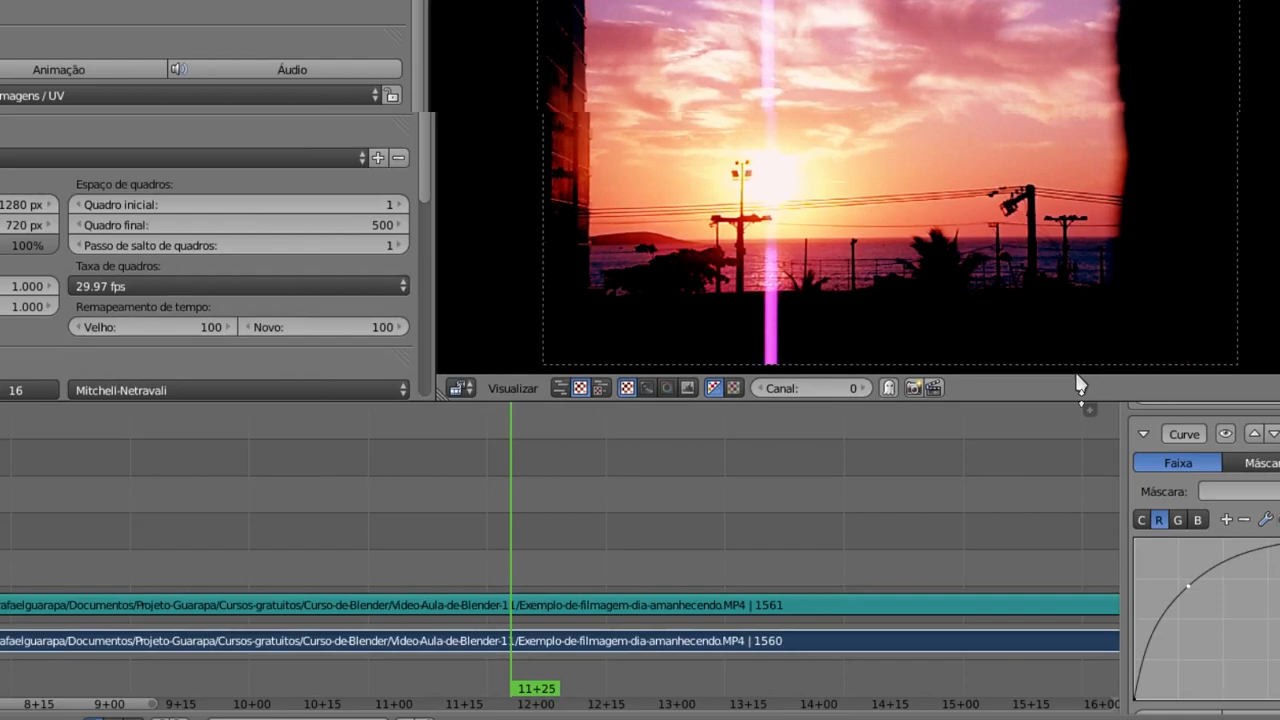 Animação Áudio
magens / UV
Espaço de quadros:
1280 px Quadro inicial: 1
720 px Quadro final: 500
100% Passo de salto de quadros: 1
Taxa de quadros:
1.000 29.97 fps
1.000 Remapeamento de tempo:
Velho: 100 Novo: 100
16 Mitchell-Netravali
Visualizar Canal: 0
Curve
Faixa Máscar
Máscara:
C R G B
afaelguarapa/Documentos/Projeto-Guarapa/Cursos-gratuitos/Curso-de-Blender/Video-Aula-de-Blender-11/Exemplo-de-filmagem-dia-amanhecendo.MP4 | 1561
afaelguarapa/Documentos/Projeto-Guarapa/Cursos-gratuitos/Curso-de-Blender/Video-Aula-de-Blender-11/Exemplo-de-filmagem-dia-amanhecendo.MP4 | 1560
11+25
8+15 9+00 9+15 10+00 10+15 11+00 11+15 12+00 12+15 13+00 13+15 14+00 14+15 15+00 15+15 16+00